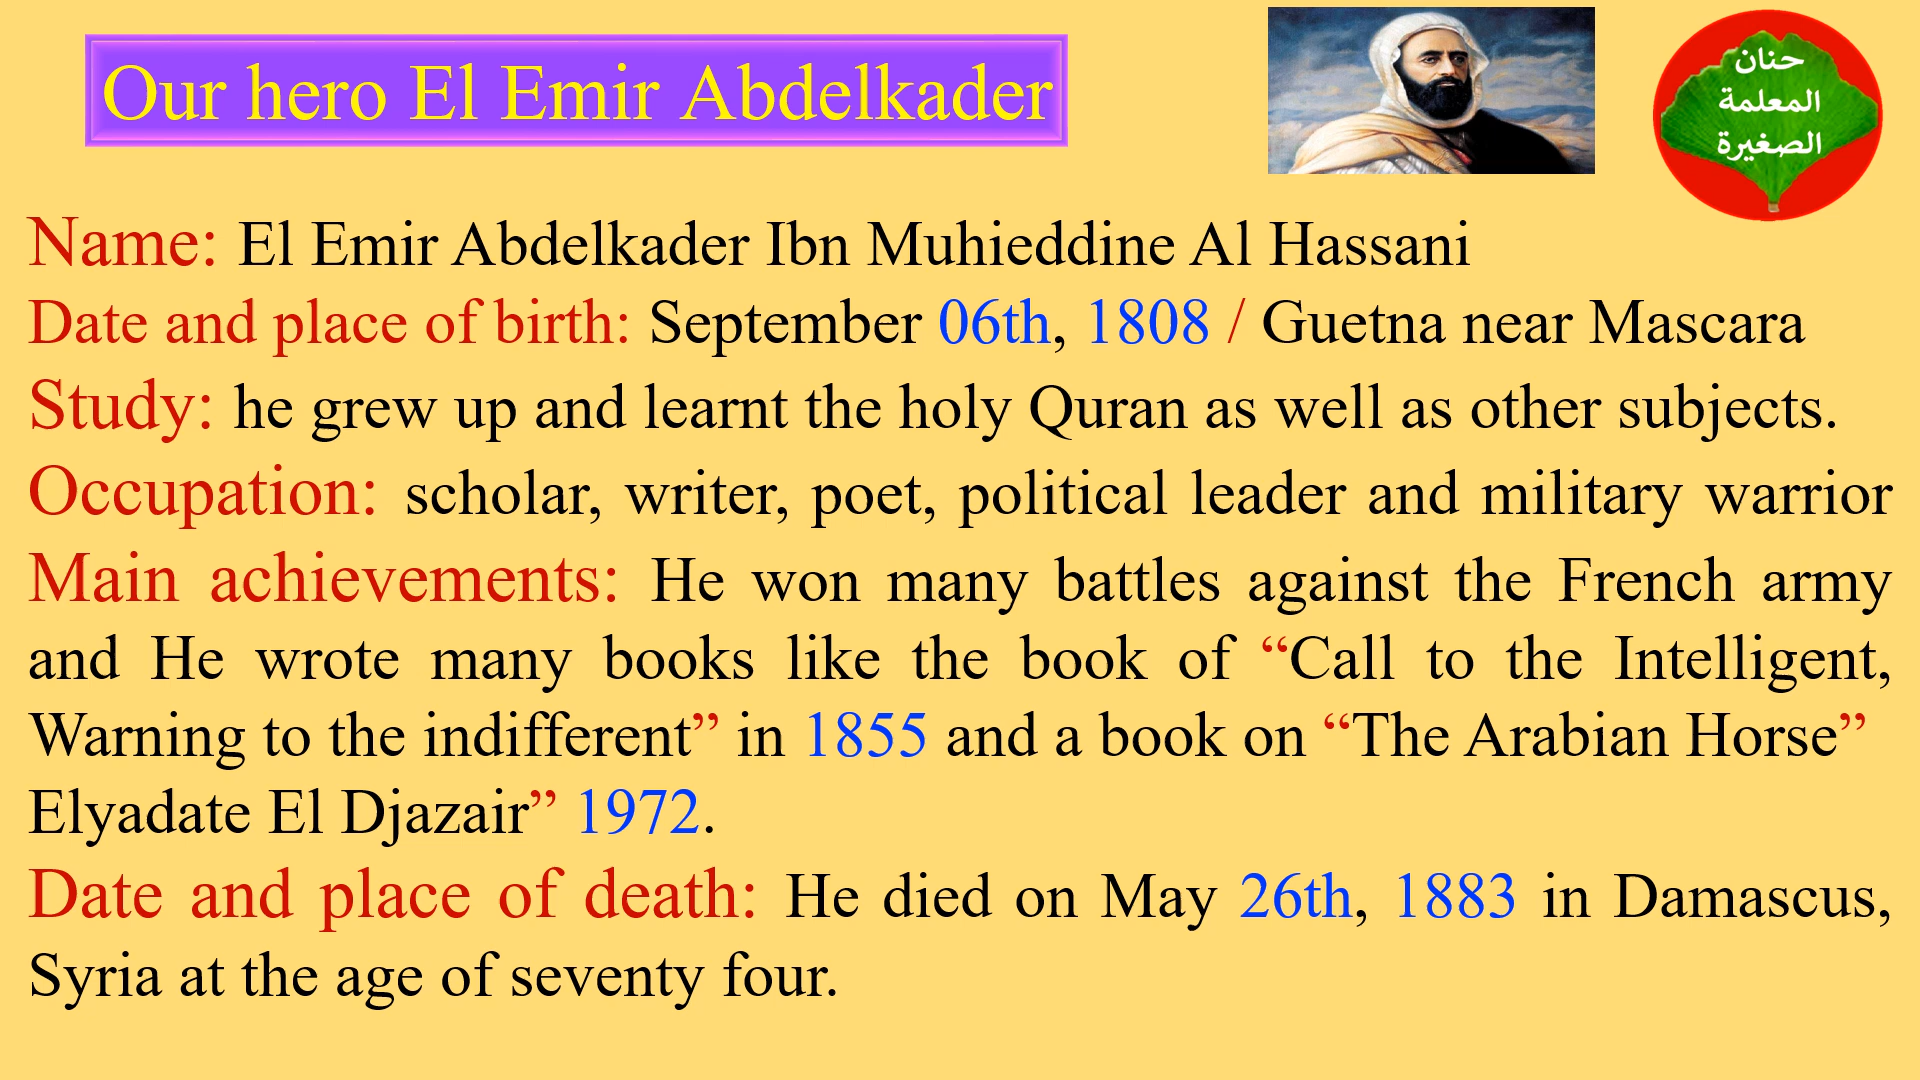 Our hero El Emir Abdelkader
حنان
المعلمة
الصغيرة
Name: El Emir Abdelkader Ibn Muhieddine Al Hassani
Date and place of birth: September 06th, 1808 / Guetna near Mascara
Study: he grew up and learnt the holy Quran as well as other subjects.
Occupation: scholar, writer, poet, political leader and military warrior
Main achievements: He won many battles against the French army
and He wrote many books like the book of “Call to the Intelligent,
Warning to the indifferent” in 1855 and a book on “The Arabian Horse”
Elyadate El Djazair” 1972.
Date and place of death: He died on May 26th, 1883 in Damascus,
Syria at the age of seventy four.